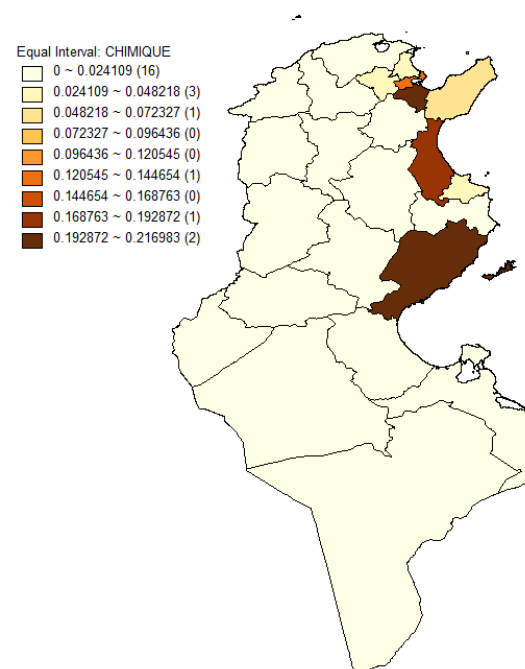 Equal Interval: CHIMIQUE
0 ~ 0.024109 (16)
0.024109 ~ 0.048218 (3)
0.048218 ~ 0.072327 (1)
0.072327 ~ 0.096436 (0)
0.096436 ~ 0.120545 (0)
0.120545 ~ 0.144654 (1)
0.144654 ~ 0.168763 (0)
0.168763 ~ 0.192872 (1)
0.192872 ~ 0.216983 (2)